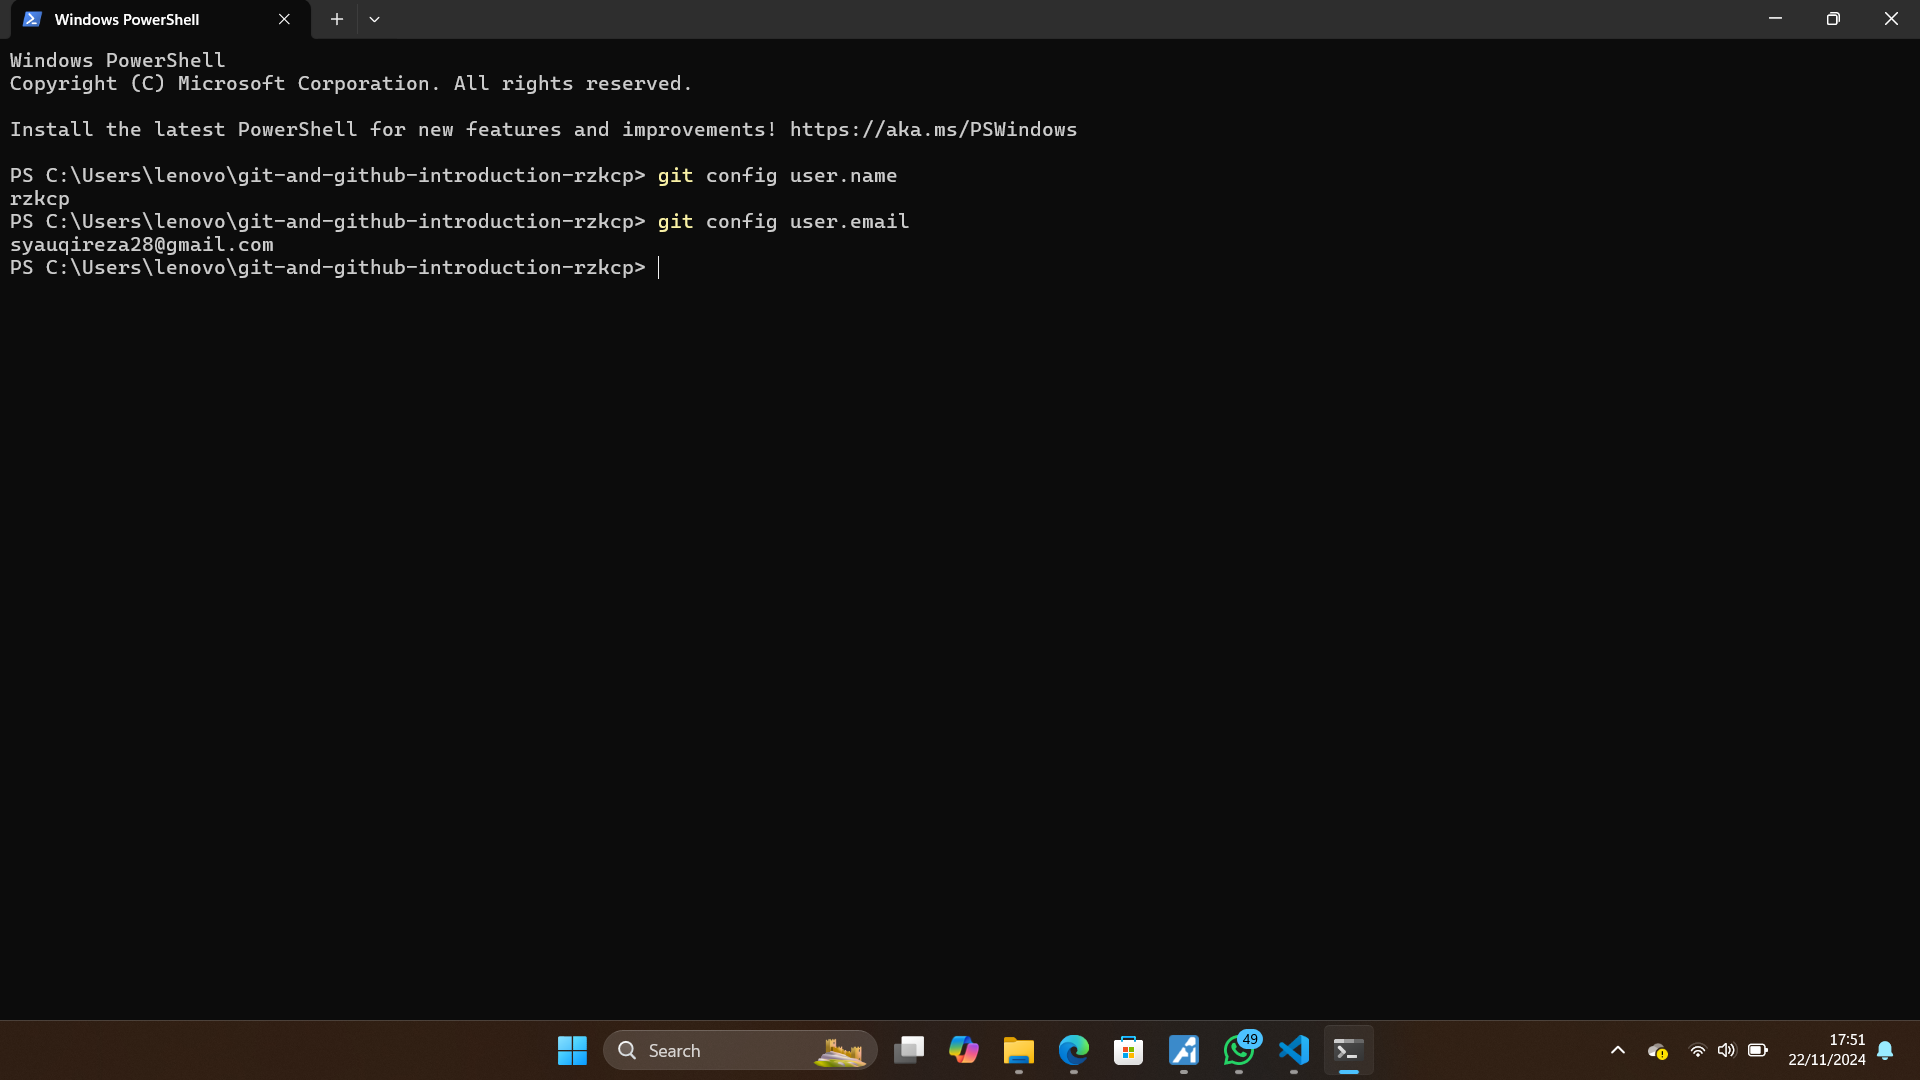 Windows PowerShell
Windows PowerShell
Copyright (C) Microsoft Corporation. All rights reserved.
Install the latest PowerShell for new features and improvements! https://aka.ms/PSWindows
PS C:\Users\lenovo\git-and-github-introduction-rzkcp> git config user.name
rzkcp
PS C:\Users\lenovo\git-and-github-introduction-rzkcp> git config user.email
syauqireza28@gmail.com
PS C:\Users\lenovo\git-and-github-introduction-rzkcp>
Search
49
17:51
22/11/2024